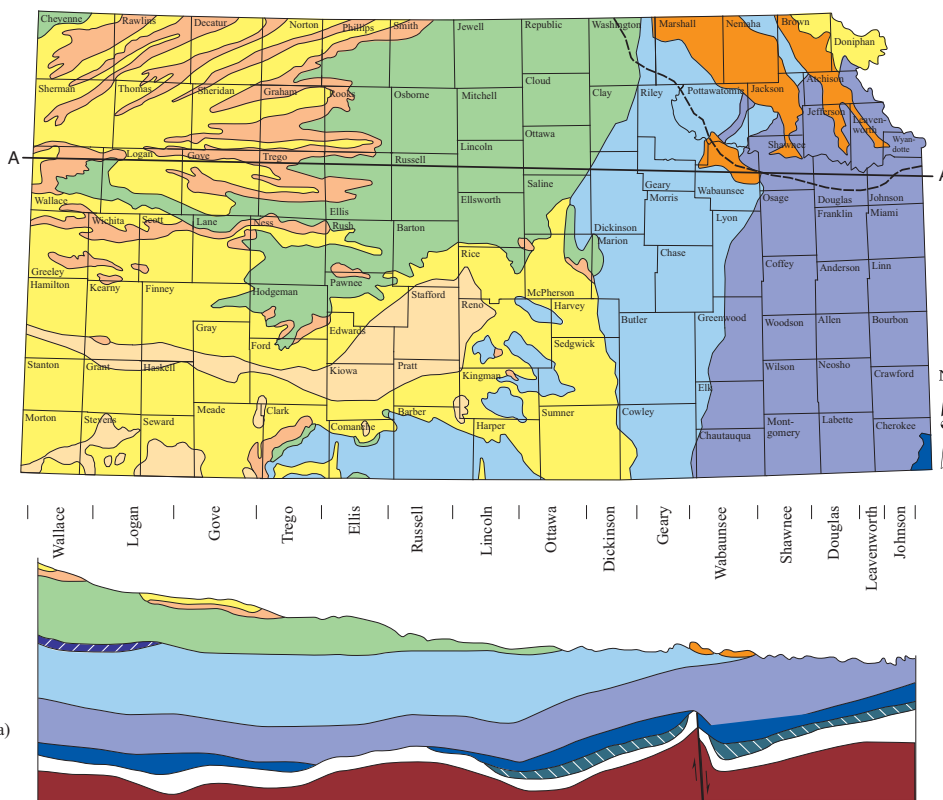 Cheyenne
Rawlins
Decatur
Norton
Phillips
Smith
Jewell
Republic
Washington
Marshall
Nemaha
Brown
Doniphan
Sherman
Thomas
Sheridan
Graham
Rooks
Osborne
Mitchell
Cloud
Clay
Riley
Pottawatomie
Jackson
Atchison
Jefferson
Leaven-
worth
Wyan-
dotte
Ottawa
Lincoln
Shawnee
A
Logan
Gove
Trego
Russell
A
Wallace
Ellis
Ellsworth
Saline
Geary
Morris
Wabaunsee
Osage
Douglas
Johnson
Wichita
Scott
Lane
Ness
Rush
Barton
Dickinson
Marion
Lyon
Franklin
Miami
Greeley
Hamilton
Kearny
Finney
Hodgeman
Pawnee
Rice
Chase
Coffey
Anderson
Linn
Stafford
Reno
McPherson
Harvey
Gray
Ford
Edwards
Sedgwick
Butler
Greenwood
Woodson
Allen
Bourbon
Stanton
Grant
Haskell
Kiowa
Pratt
Kingman
Elk
Wilson
Neosho
Crawford
N
Morton
Stevens
Seward
Meade
Clark
Comanche
Barber
Harper
Sumner
Cowley
Chautauqua
Mont-
gomery
Labette
Cherokee
Wallace
Logan
Gove
Trego
Ellis
Russell
Lincoln
Ottawa
Dickinson
Geary
Wabaunsee
Shawnee
Douglas
Leavenworth
Johnson
a)